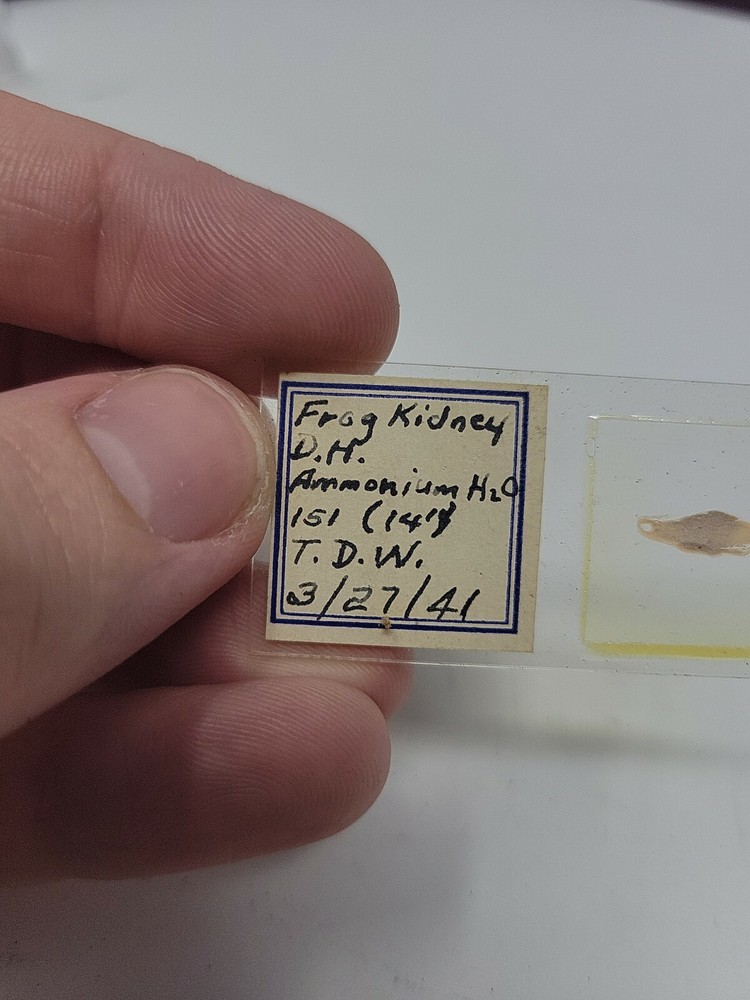 Frog Kidney
D.H.
Ammonium H₂O
151 (14')
T. D. W.
3/27/41